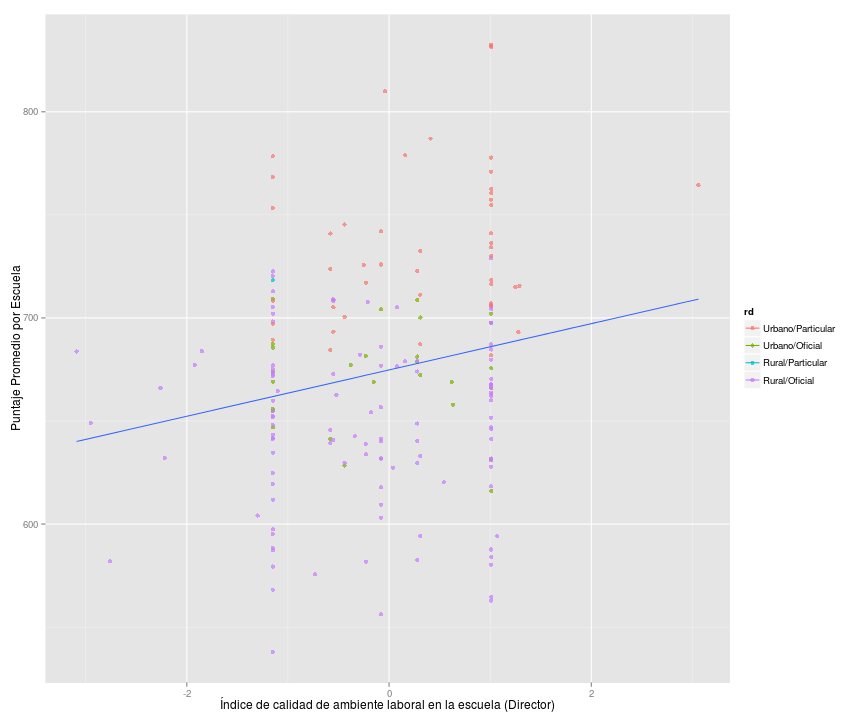 800
700
600
Puntaje Promedio por Escuela
-2
0
2
Índice de calidad de ambiente laboral en la escuela (Director)
rd
Urbano/Particular
Urbano/Oficial
Rural/Particular
Rural/Oficial